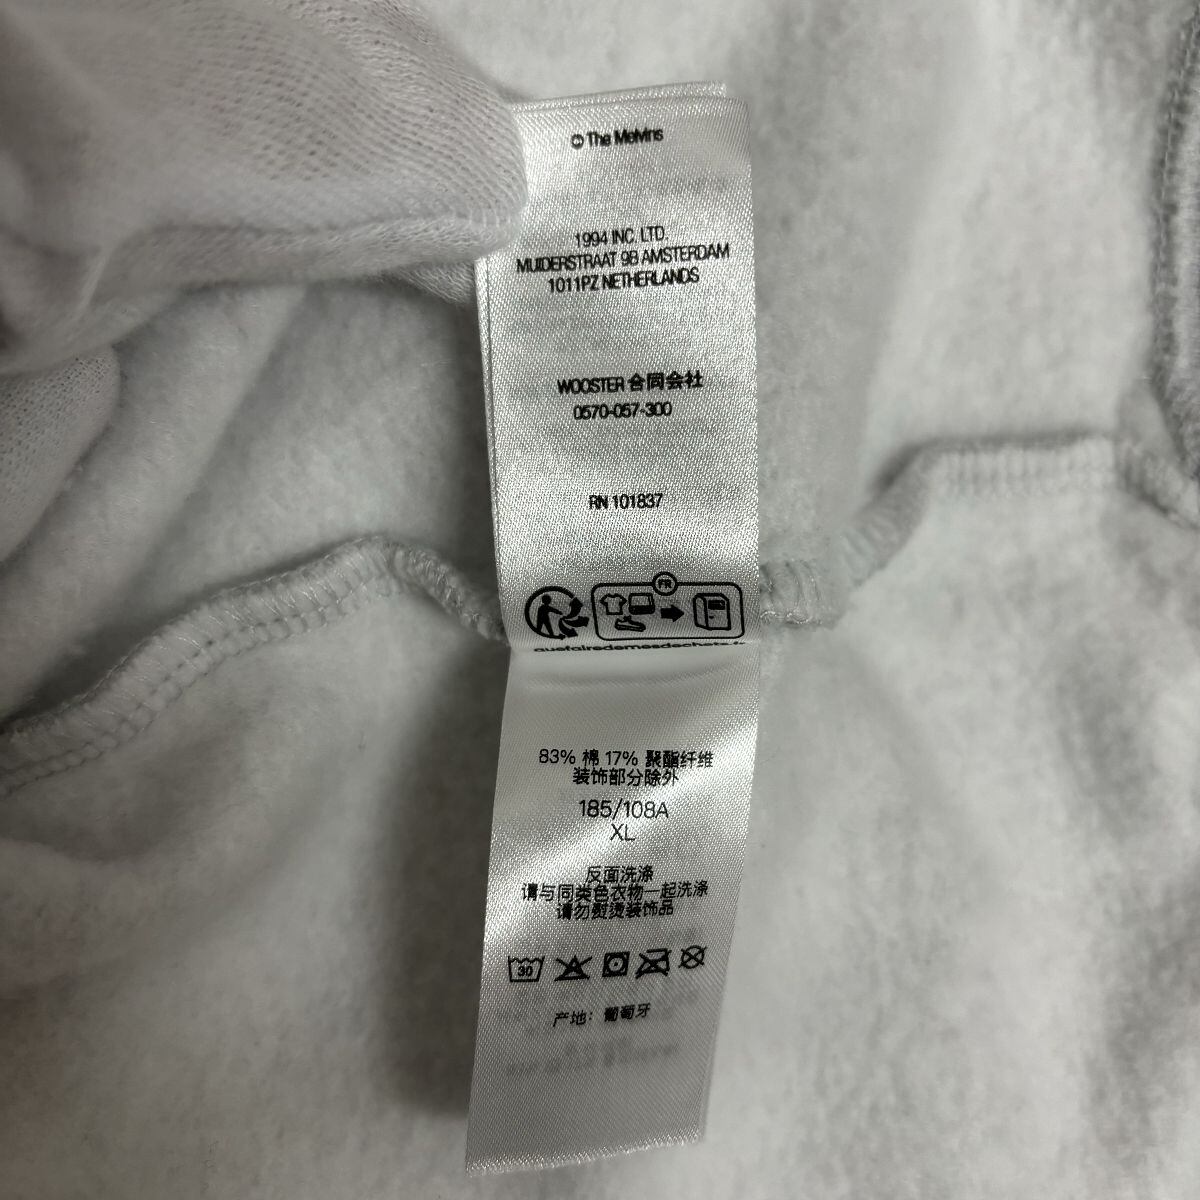 © The Melvins
1994 INC. LTD.
MUIDERSTRAAT 9B AMSTERDAM
1011PZ NETHERLANDS
WOOSTER 合同会社
0570-057-300
RN 101837
FR
quefairedemesdechets.fr
83% 棉 17% 聚酯纤维
装饰部分除外
185/108A
XL
反面洗涤
请与同类色衣物一起洗涤
请勿熨烫装饰品
30
产地: 葡萄牙